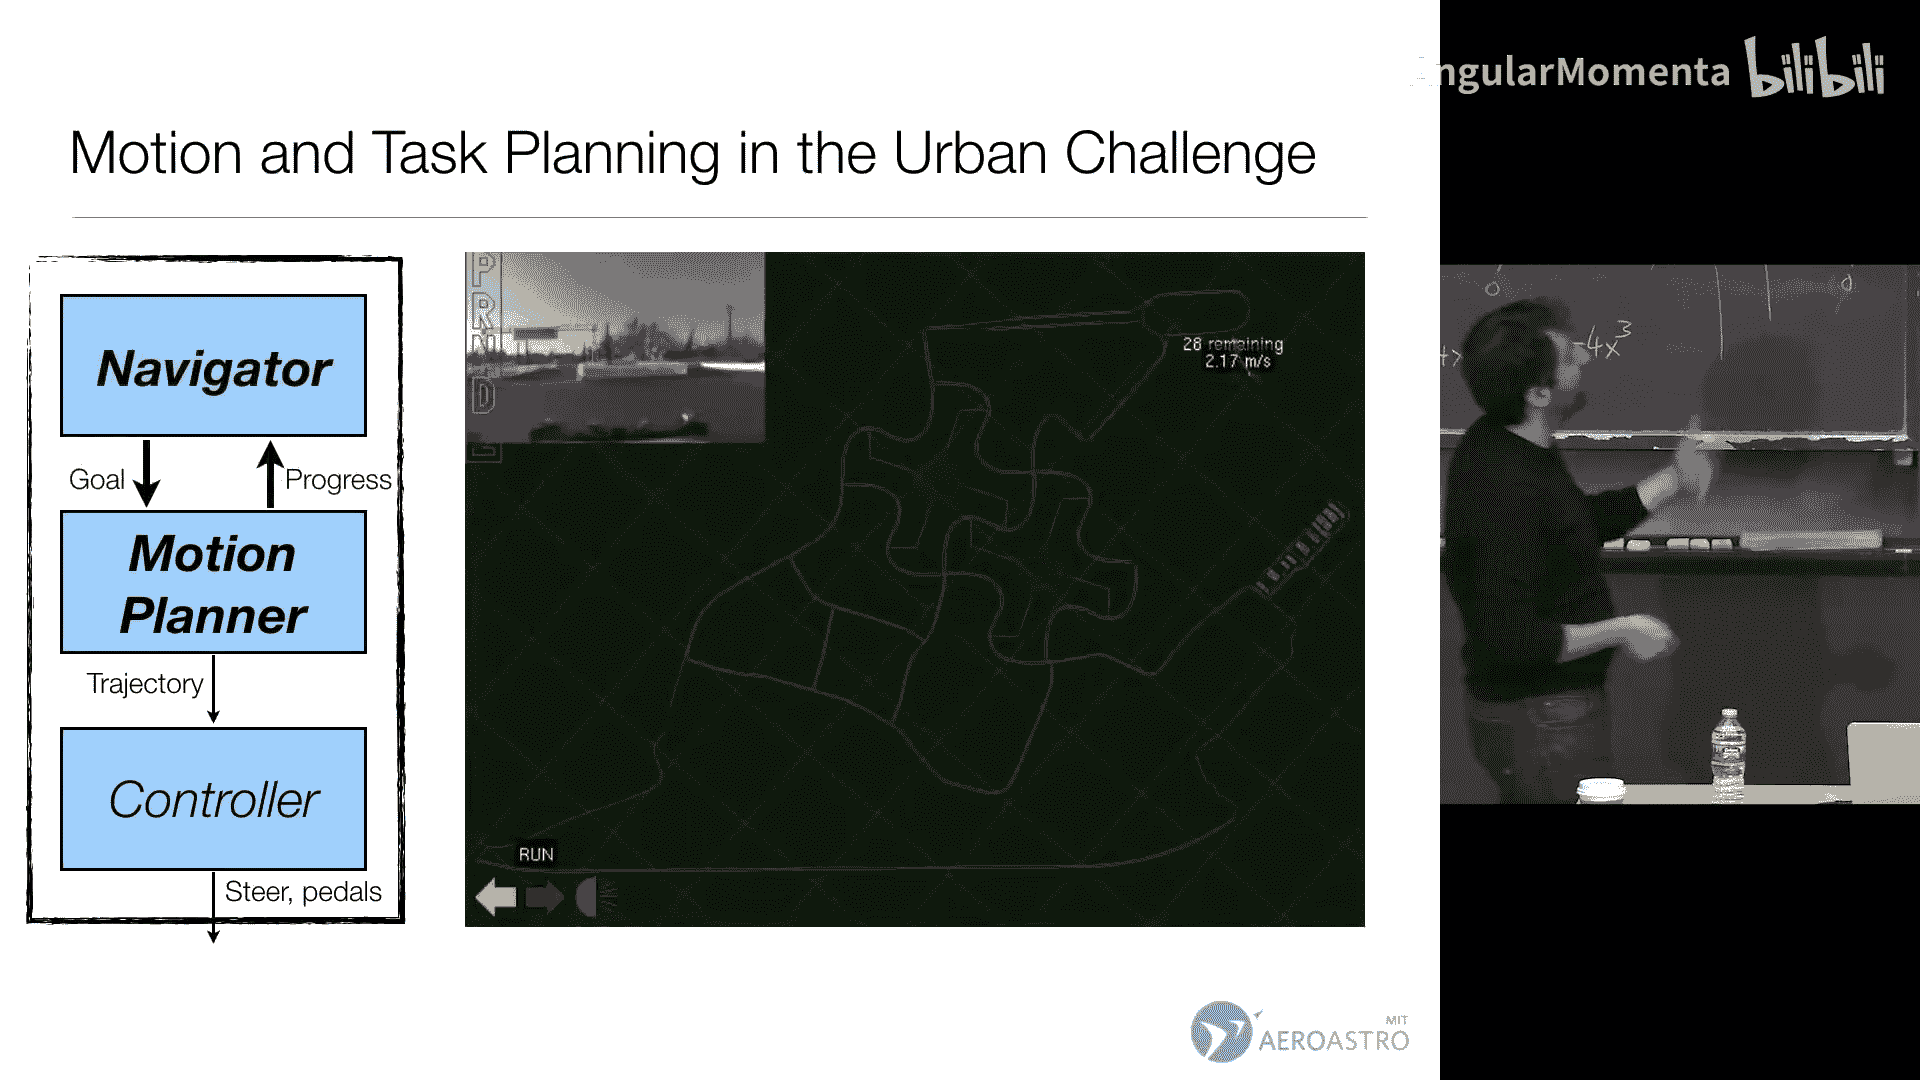 ngularMomenta bilibili
Motion and Task Planning in the Urban Challenge
Navigator
Goal
Progress
Motion
Planner
Trajectory
Controller
Steer, pedals
P
R
N
D
L
28 remaining
2.17 m/s
RUN
-4x³
MIT
AEROASTRO